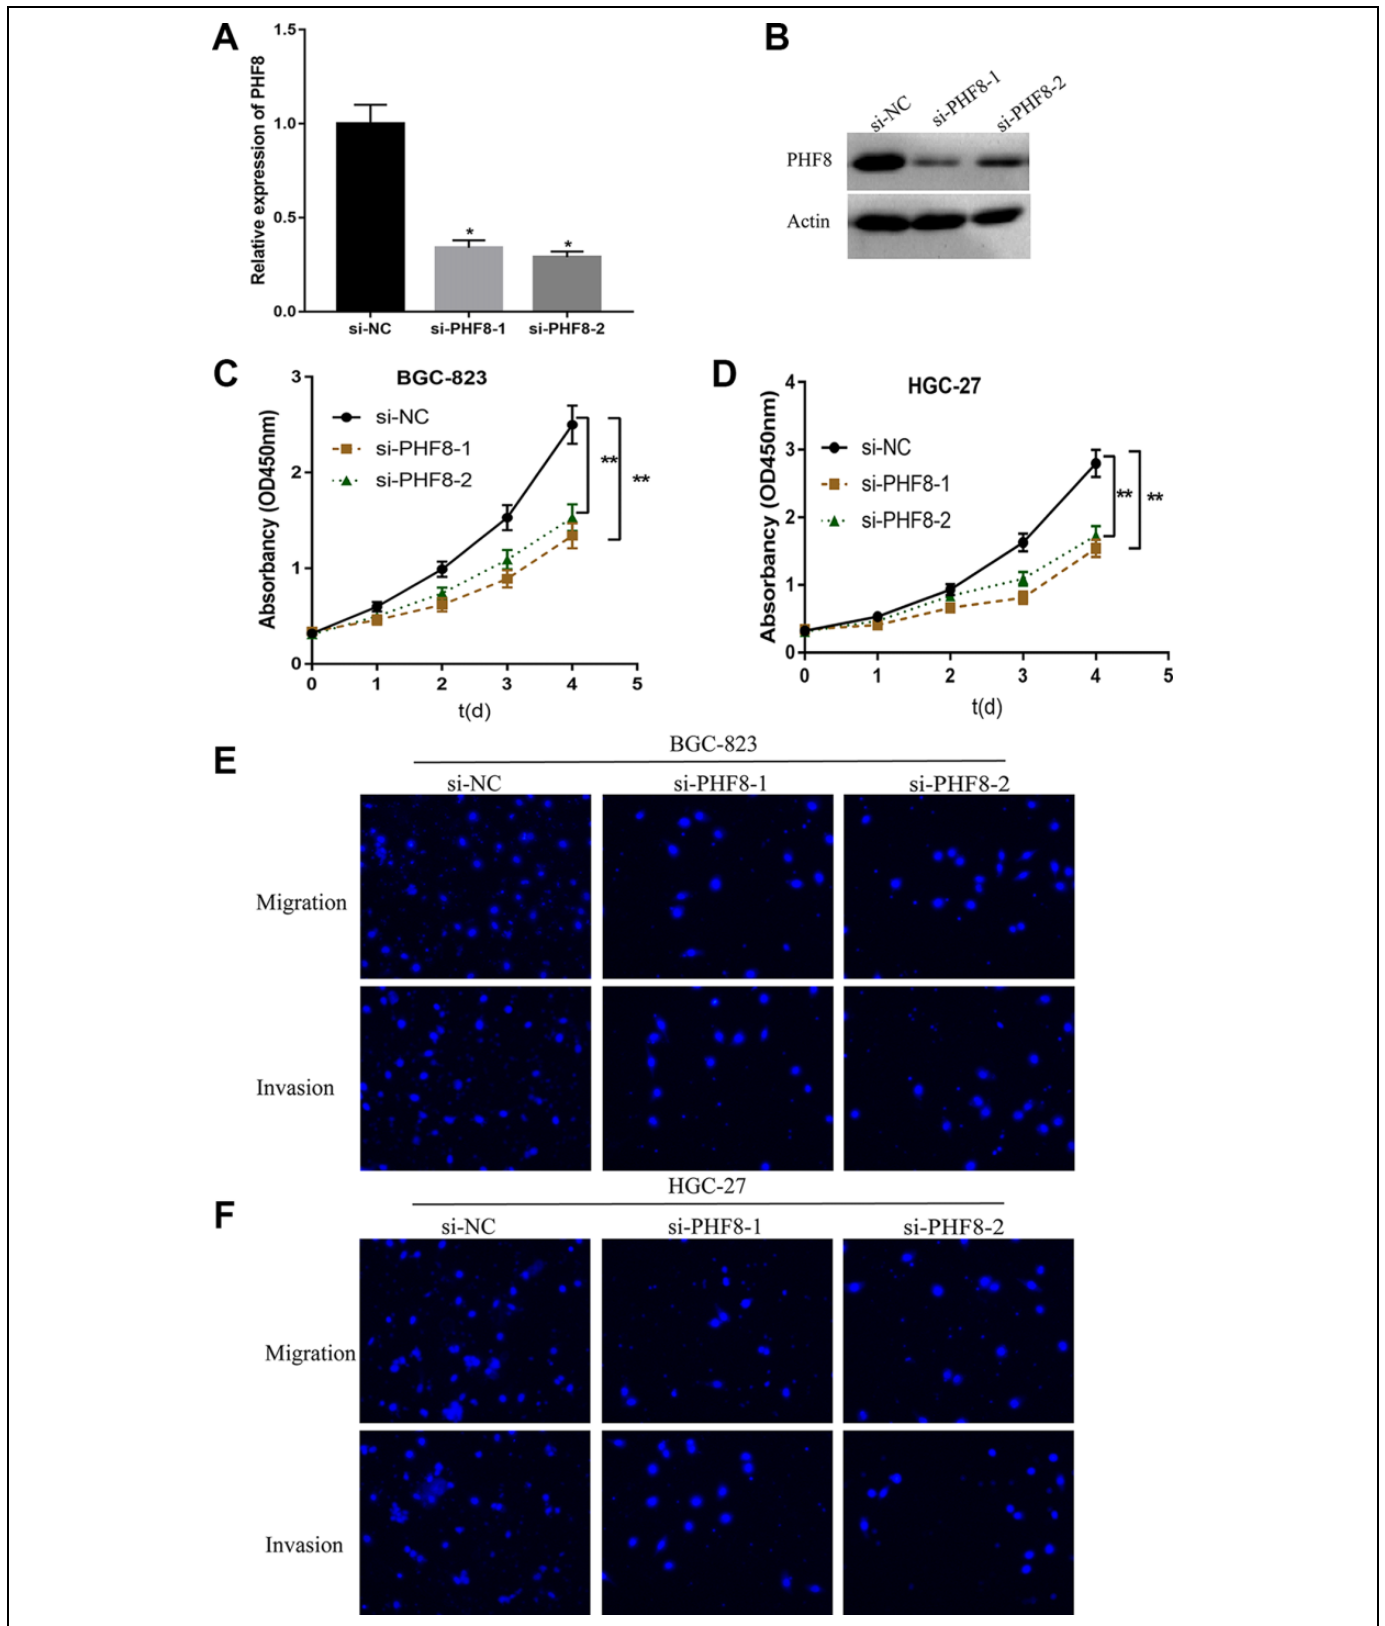 A
1.5
1.0
0.5
0.0
Relative expression of PHF8
*
*
si-NC si-PHF8-1 si-PHF8-2
B
si-NC si-PHF8-1 si-PHF8-2
PHF8
Actin
C
BGC-823
3
2
1
0
Absorbancy (OD450nm)
si-NC
si-PHF8-1
si-PHF8-2
**
**
0 1 2 3 4 5
t(d)
D
HGC-27
4
3
2
1
0
Absorbancy (OD450nm)
si-NC
si-PHF8-1
si-PHF8-2
**
**
0 1 2 3 4 5
t(d)
E
BGC-823
si-NC si-PHF8-1 si-PHF8-2
Migration
Invasion
F
HGC-27
si-NC si-PHF8-1 si-PHF8-2
Migration
Invasion